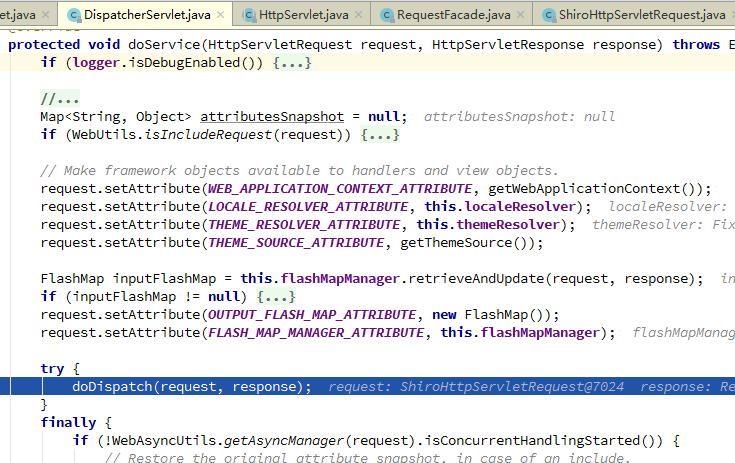 et.java DispatcherServlet.java HttpServlet.java RequestFacade.java ShiroHttpServletRequest.java
protected void doService(HttpServletRequest request, HttpServletResponse response) throws E
if (logger.isDebugEnabled()) {...}
//...
Map<String, Object> attributesSnapshot = null; attributesSnapshot: null
if (WebUtils.isIncludeRequest(request)) {...}
// Make framework objects available to handlers and view objects.
request.setAttribute(WEB_APPLICATION_CONTEXT_ATTRIBUTE, getWebApplicationContext());
request.setAttribute(LOCALE_RESOLVER_ATTRIBUTE, this.localeResolver); localeResolver:
request.setAttribute(THEME_RESOLVER_ATTRIBUTE, this.themeResolver); themeResolver: Fix
request.setAttribute(THEME_SOURCE_ATTRIBUTE, getThemeSource());
FlashMap inputFlashMap = this.flashMapManager.retrieveAndUpdate(request, response); in
if (inputFlashMap != null) {...}
request.setAttribute(OUTPUT_FLASH_MAP_ATTRIBUTE, new FlashMap());
request.setAttribute(FLASH_MAP_MANAGER_ATTRIBUTE, this.flashMapManager); flashMapManag
try {
doDispatch(request, response); request: ShiroHttpServletRequest@7024 response: Re
}
finally {
if (!WebAsyncUtils.getAsyncManager(request).isConcurrentHandlingStarted()) {
// Restore the original attribute snapshot, in case of an include.